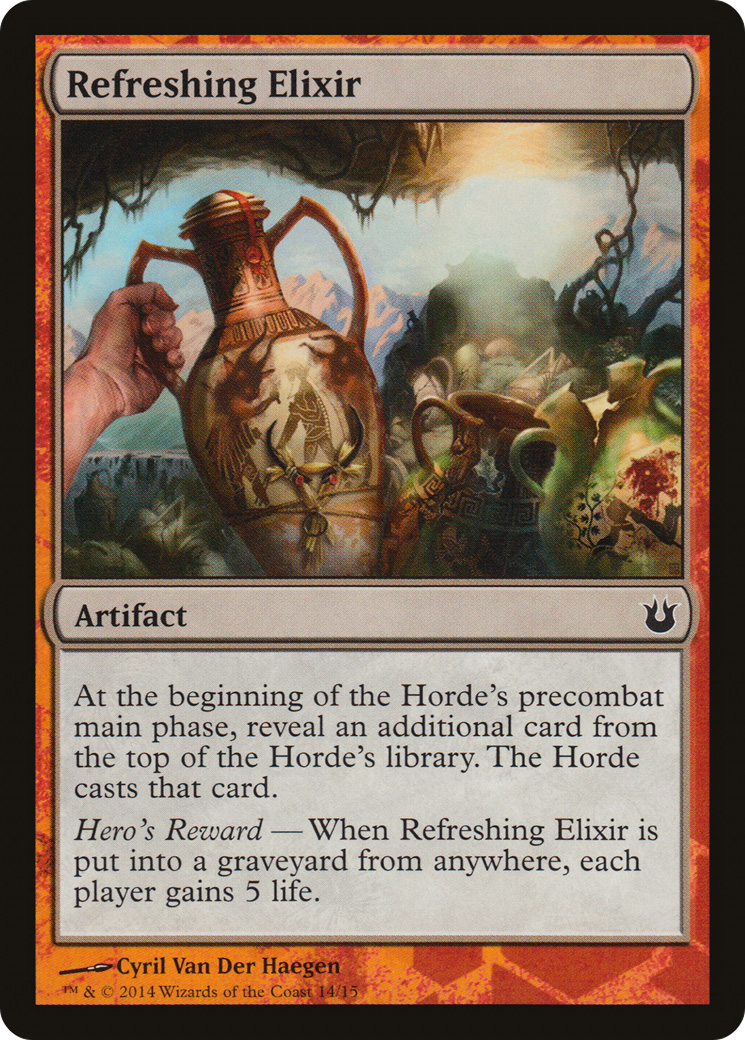 Refreshing Elixir
Artifact
At the beginning of the Horde's precombat
main phase, reveal an additional card from
the top of the Horde's library. The Horde
casts that card.
Hero's Reward — When Refreshing Elixir is
put into a graveyard from anywhere, each
player gains 5 life.
Cyril Van Der Haegen
™ & © 2014 Wizards of the Coast 14/15